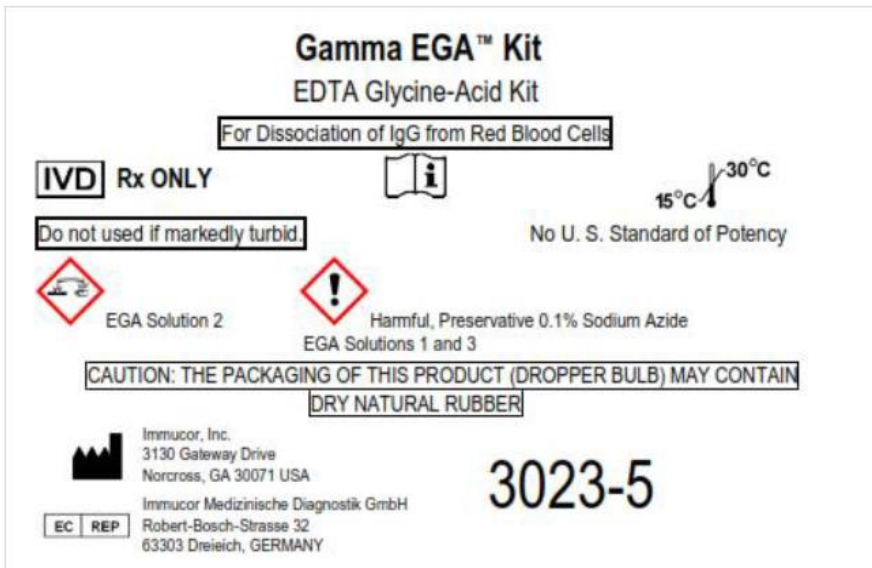 Gamma EGA™ Kit
EDTA Glycine-Acid Kit
For Dissociation of IgG from Red Blood Cells
IVD Rx ONLY
i
30°C
15°C
Do not used if markedly turbid.
No U. S. Standard of Potency
EGA Solution 2
! Harmful, Preservative 0.1% Sodium Azide
EGA Solutions 1 and 3
CAUTION: THE PACKAGING OF THIS PRODUCT (DROPPER BULB) MAY CONTAIN
DRY NATURAL RUBBER
Immucor, Inc.
3130 Gateway Drive
Norcross, GA 30071 USA
3023-5
EC REP
Immucor Medizinische Diagnostik GmbH
Robert-Bosch-Strasse 32
63303 Dreieich, GERMANY